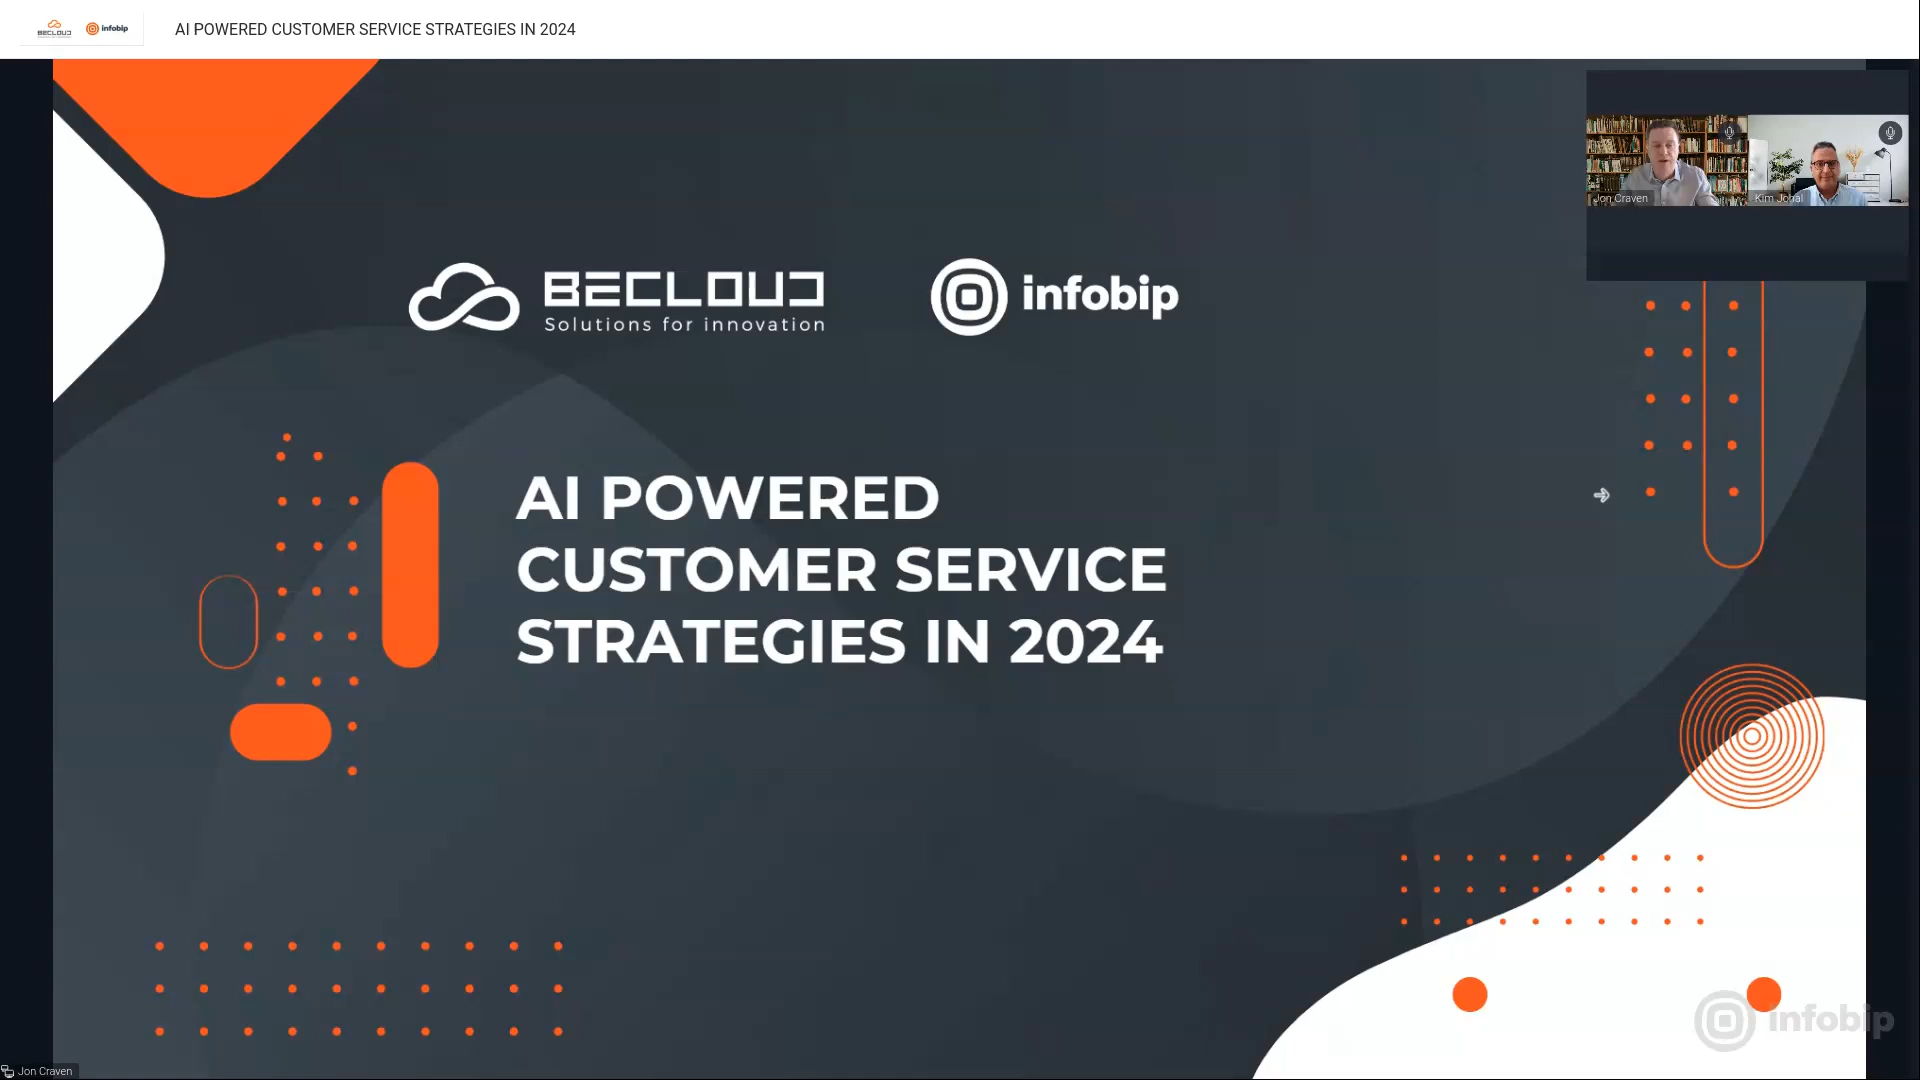 BECLOUD
infobip
AI POWERED CUSTOMER SERVICE STRATEGIES IN 2024
Jon Craven
Kim Johal
BECLOUD
Solutions for innovation
infobip
AI POWERED
CUSTOMER SERVICE
STRATEGIES IN 2024
infobip
Jon Craven